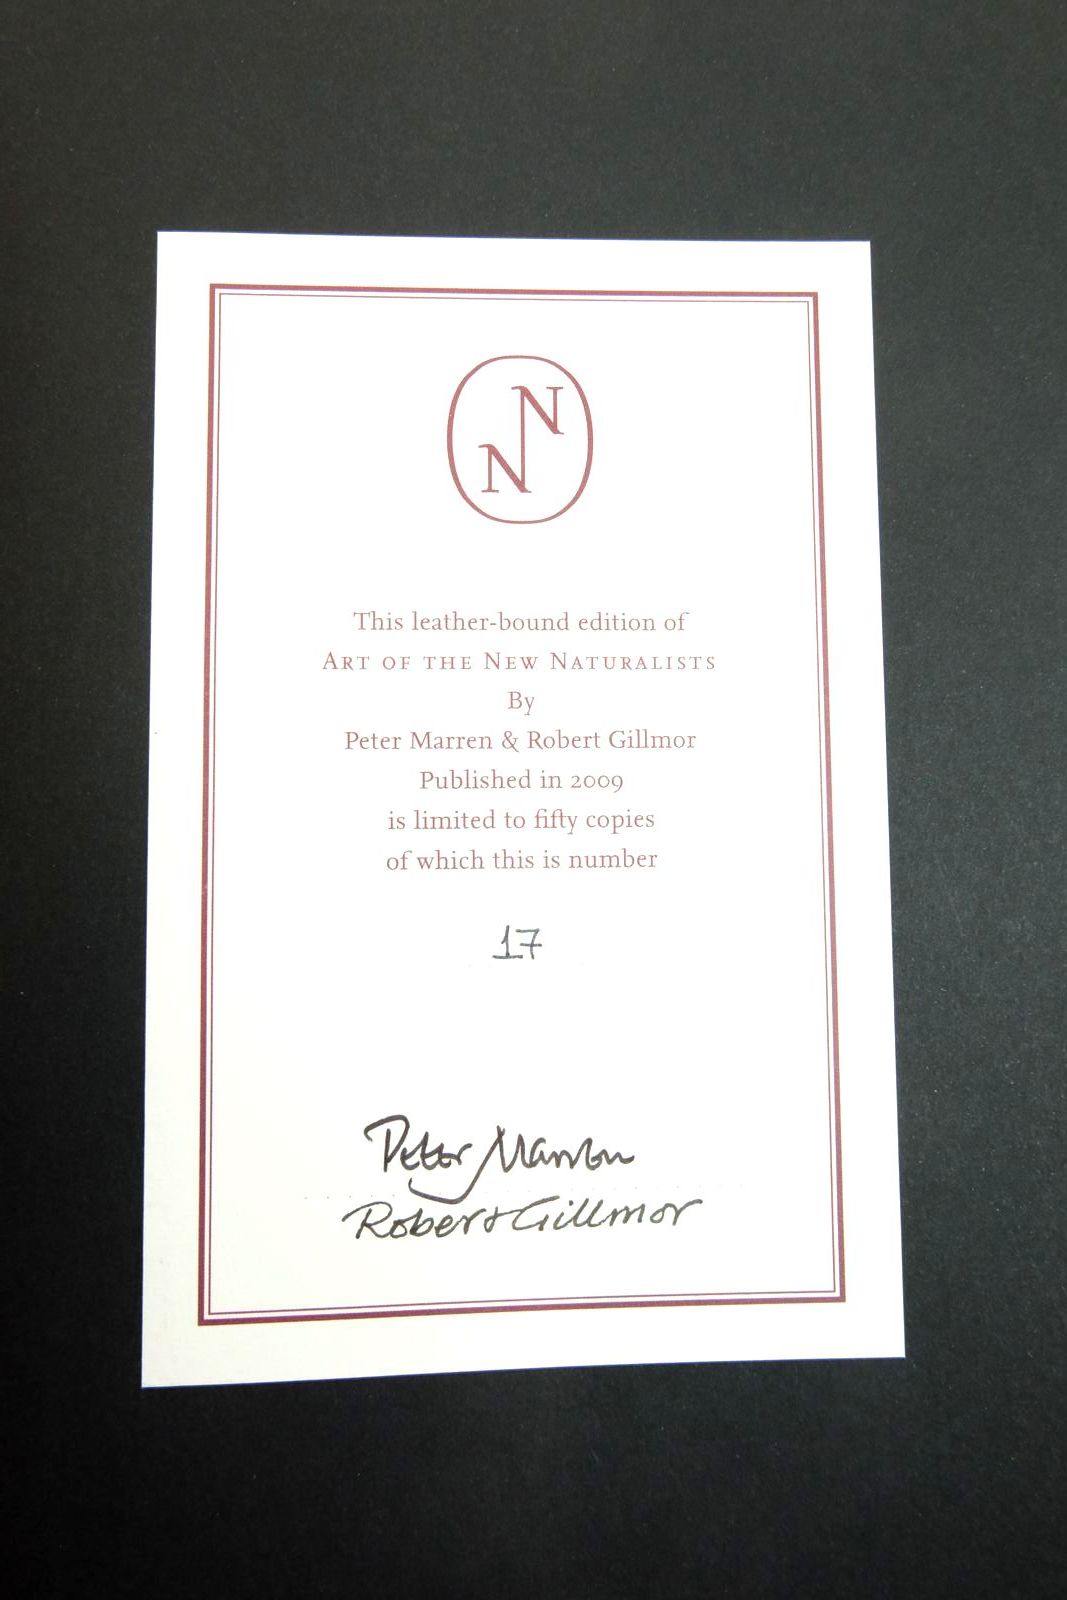 N
N
This leather-bound edition of
ART OF THE NEW NATURALISTS
By
Peter Marren & Robert Gillmor
Published in 2009
is limited to fifty copies
of which this is number
17
Peter Marren
Robert Gillmor